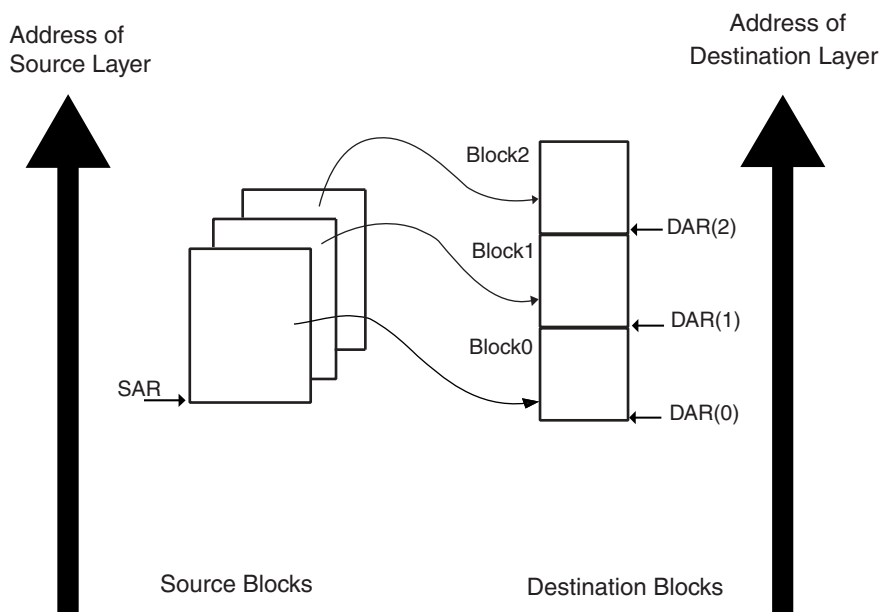 Address of
Source Layer
Address of
Destination Layer
Block2
DAR(2)
Block1
DAR(1)
Block0
SAR
DAR(0)
Source Blocks
Destination Blocks